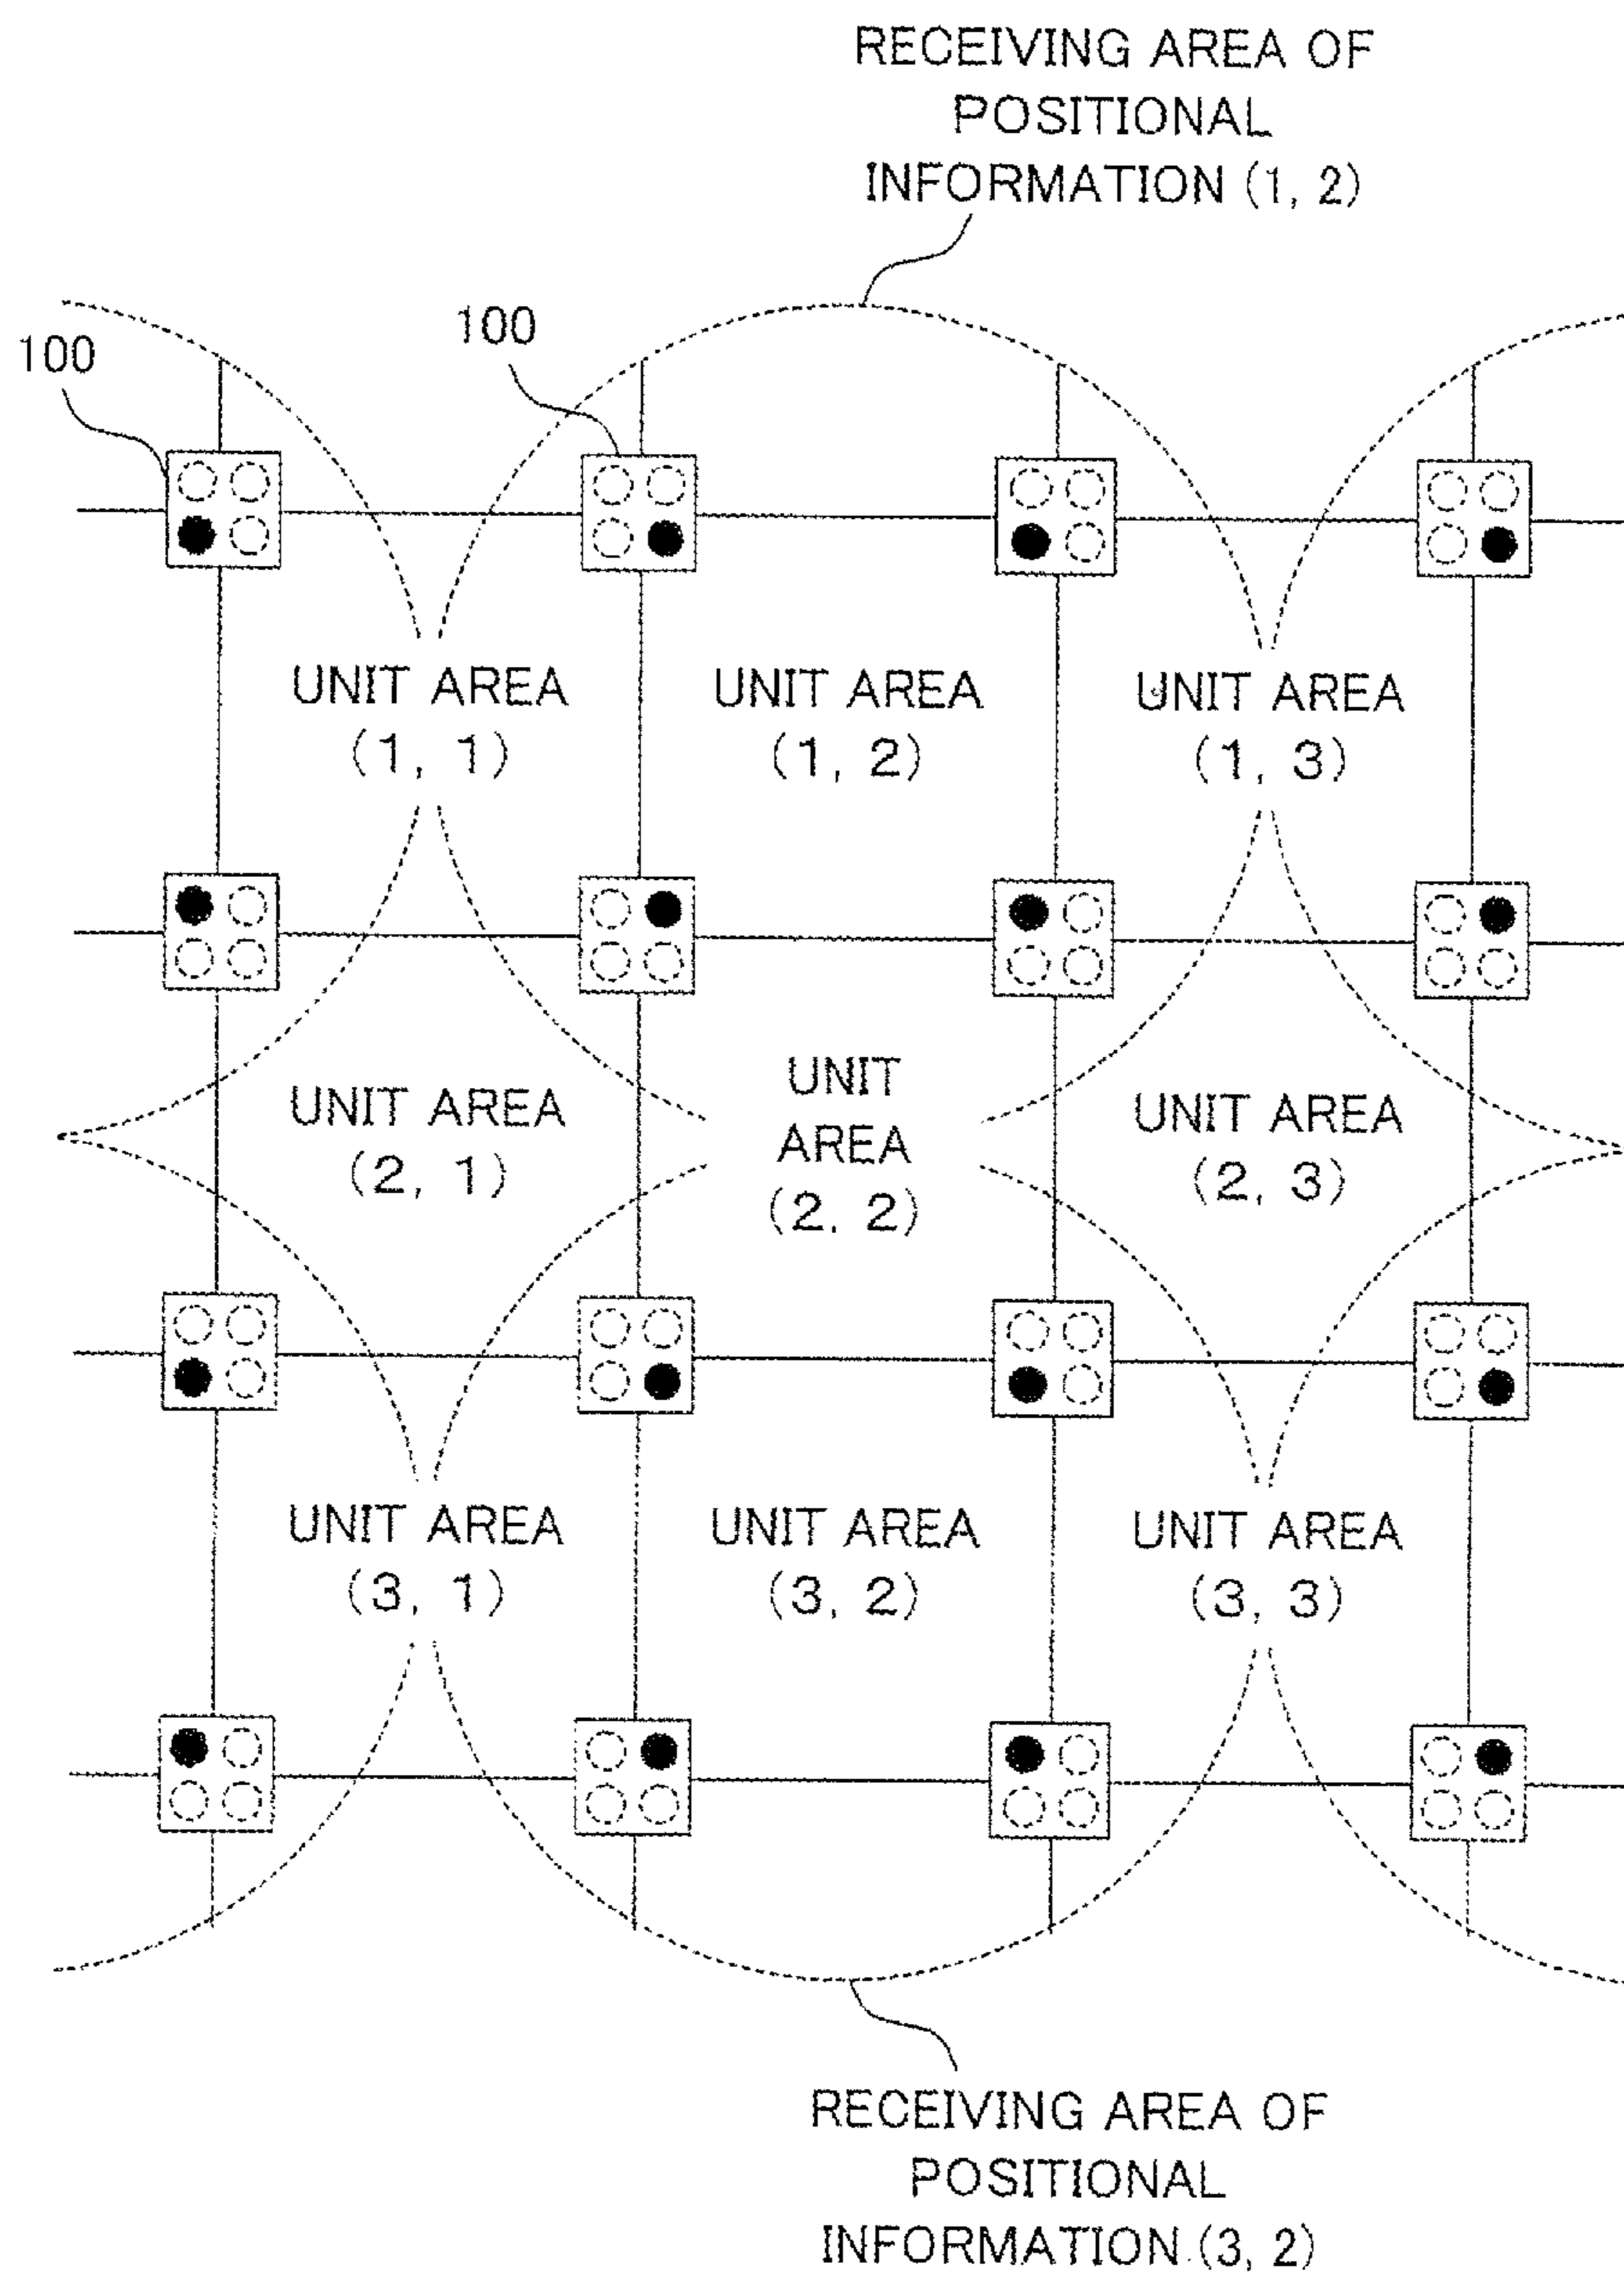 RECEIVING AREA OF
POSITIONAL
INFORMATION (1, 2)
100
100
UNIT AREA
(1, 1)
UNIT AREA
(1, 2)
UNIT AREA
(1, 3)
UNIT AREA
(2, 1)
UNIT
AREA
(2, 2)
UNIT AREA
(2, 3)
UNIT AREA
(3, 1)
UNIT AREA
(3, 2)
UNIT AREA
(3, 3)
RECEIVING AREA OF
POSITIONAL
INFORMATION (3, 2)